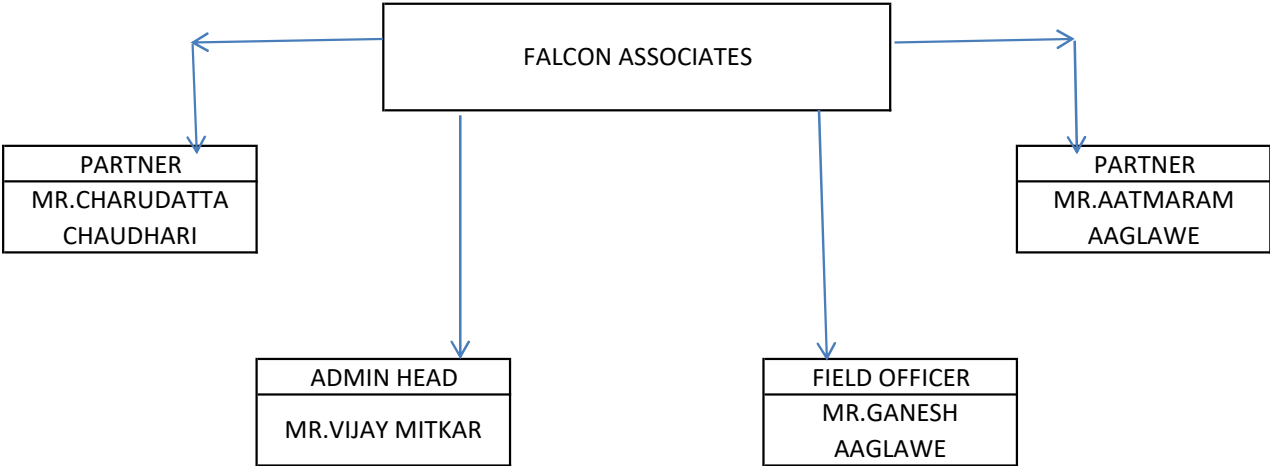 FALCON ASSOCIATES
PARTNER
MR.CHARUDATTA
CHAUDHARI
PARTNER
MR.AATMARAM
AAGLAWE
ADMIN HEAD
MR.VIJAY MITKAR
FIELD OFFICER
MR.GANESH
AAGLAWE